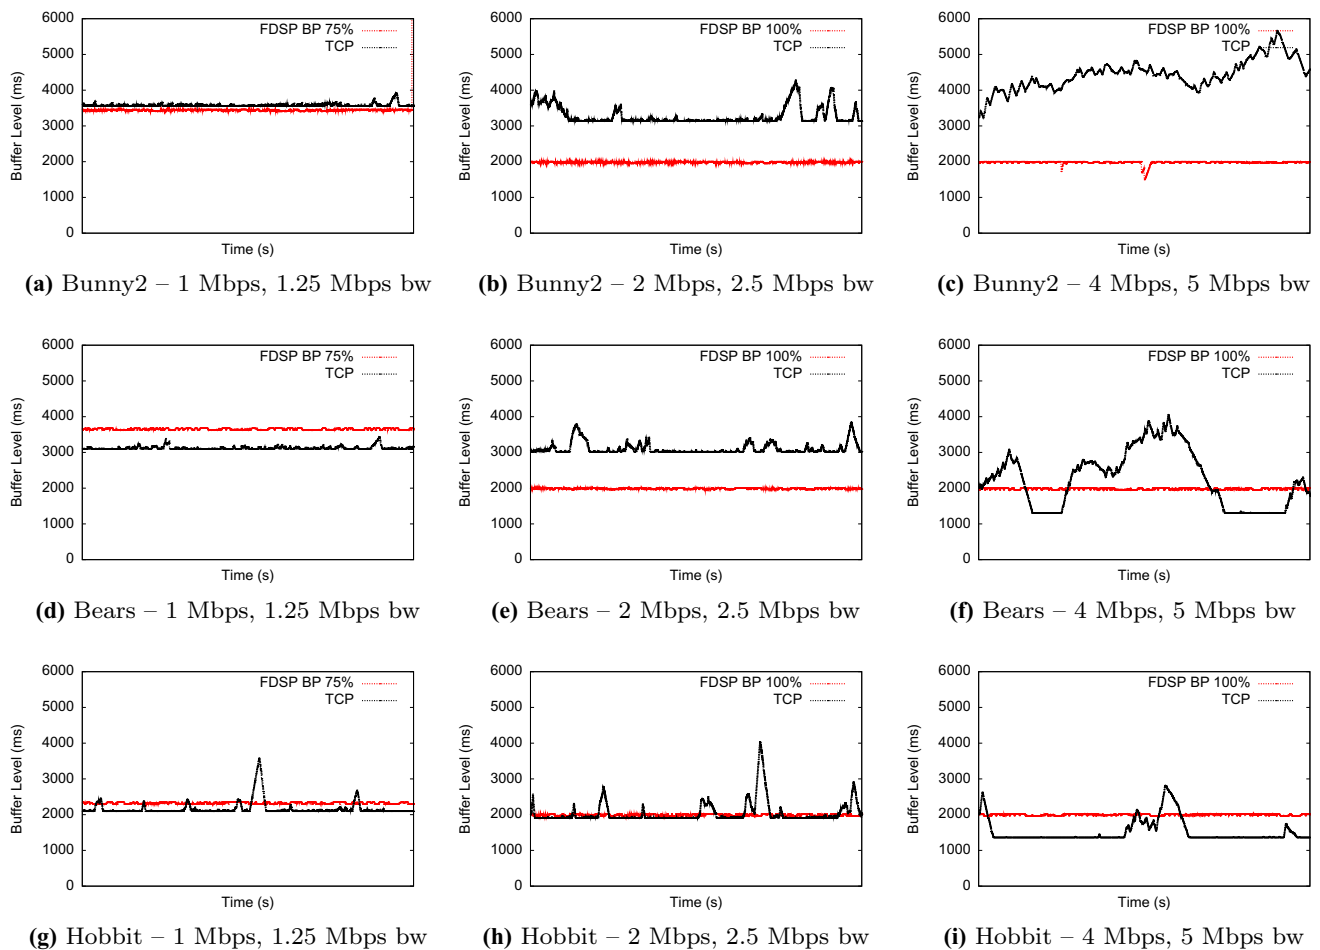 6000
5000
4000
3000
2000
1000
0
Buffer Level (ms)
FDSP BP 75%
TCP
Time (s)
(a) Bunny2 – 1 Mbps, 1.25 Mbps bw
6000
5000
4000
3000
2000
1000
0
Buffer Level (ms)
FDSP BP 100%
TCP
Time (s)
(b) Bunny2 – 2 Mbps, 2.5 Mbps bw
6000
5000
4000
3000
2000
1000
0
Buffer Level (ms)
FDSP BP 100%
TCP
Time (s)
(c) Bunny2 – 4 Mbps, 5 Mbps bw
6000
5000
4000
3000
2000
1000
0
Buffer Level (ms)
FDSP BP 75%
TCP
Time (s)
(d) Bears – 1 Mbps, 1.25 Mbps bw
6000
5000
4000
3000
2000
1000
0
Buffer Level (ms)
FDSP BP 100%
TCP
Time (s)
(e) Bears – 2 Mbps, 2.5 Mbps bw
6000
5000
4000
3000
2000
1000
0
Buffer Level (ms)
FDSP BP 100%
TCP
Time (s)
(f) Bears – 4 Mbps, 5 Mbps bw
6000
5000
4000
3000
2000
1000
0
Buffer Level (ms)
FDSP BP 75%
TCP
Time (s)
(g) Hobbit – 1 Mbps, 1.25 Mbps bw
6000
5000
4000
3000
2000
1000
0
Buffer Level (ms)
FDSP BP 100%
TCP
Time (s)
(h) Hobbit – 2 Mbps, 2.5 Mbps bw
6000
5000
4000
3000
2000
1000
0
Buffer Level (ms)
FDSP BP 100%
TCP
Time (s)
(i) Hobbit – 4 Mbps, 5 Mbps bw